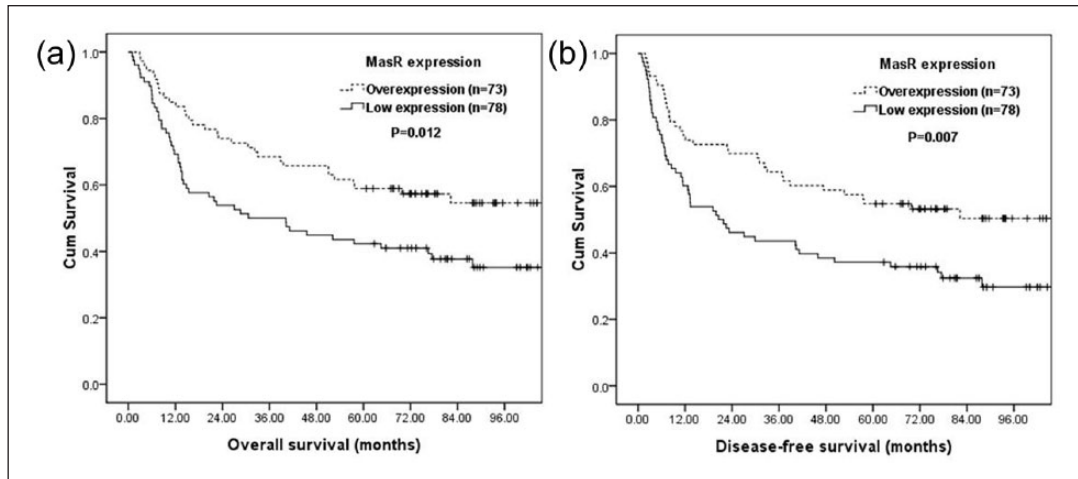 (a)
MasR expression
Overexpression (n=73)
Low expression (n=78)
P=0.012
Cum Survival
1.0
0.8
0.6
0.4
0.2
0.0
0.00 12.00 24.00 36.00 48.00 60.00 72.00 84.00 96.00
Overall survival (months)
(b)
MasR expression
Overexpression (n=73)
Low expression (n=78)
P=0.007
Cum Survival
1.0
0.8
0.6
0.4
0.2
0.0
0.00 12.00 24.00 36.00 48.00 60.00 72.00 84.00 96.00
Disease-free survival (months)